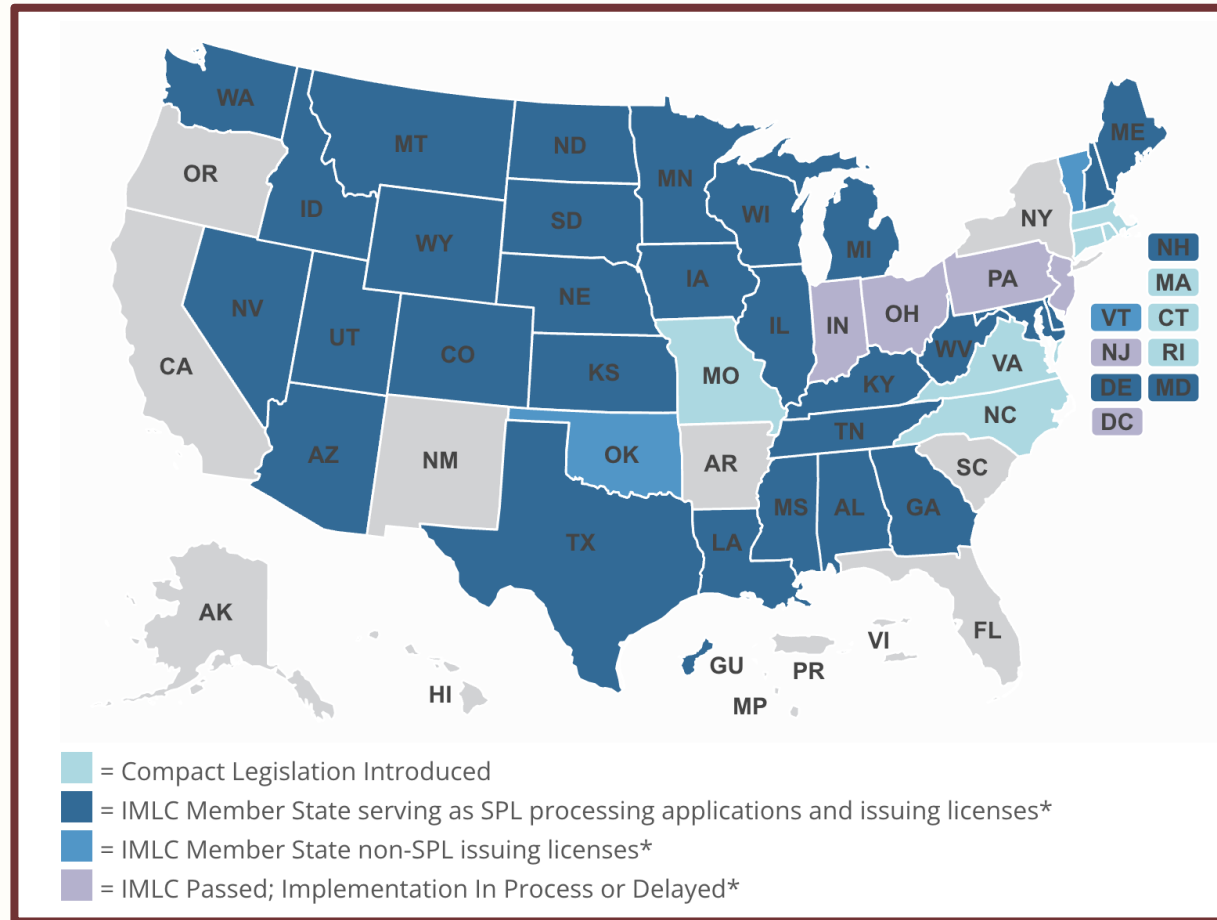 WA
ME
MT
ND
MN
OR
ID
SD
WI
NY
WY
MI
NH
IA
PA
MA
NE
NV
IL
IN
OH
VT
CT
UT
CO
WV
NJ
RI
CA
KS
MO
KY
VA
DE
MD
NC
DC
TN
AZ
NM
OK
AR
SC
MS
AL
GA
TX
LA
AK
FL
VI
GU
PR
HI
MP
= Compact Legislation Introduced
= IMLC Member State serving as SPL processing applications and issuing licenses*
= IMLC Member State non-SPL issuing licenses*
= IMLC Passed; Implementation In Process or Delayed*